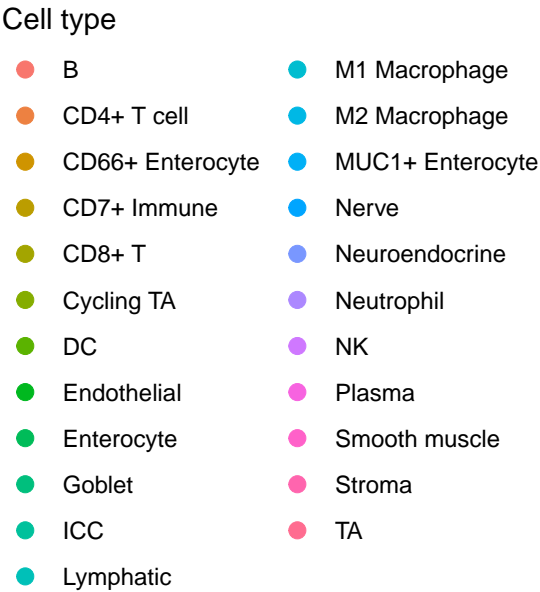 Cell type
B
CD4+ T cell
CD66+ Enterocyte
CD7+ Immune
CD8+ T
Cycling TA
DC
Endothelial
Enterocyte
Goblet
ICC
Lymphatic
M1 Macrophage
M2 Macrophage
MUC1+ Enterocyte
Nerve
Neuroendocrine
Neutrophil
NK
Plasma
Smooth muscle
Stroma
TA